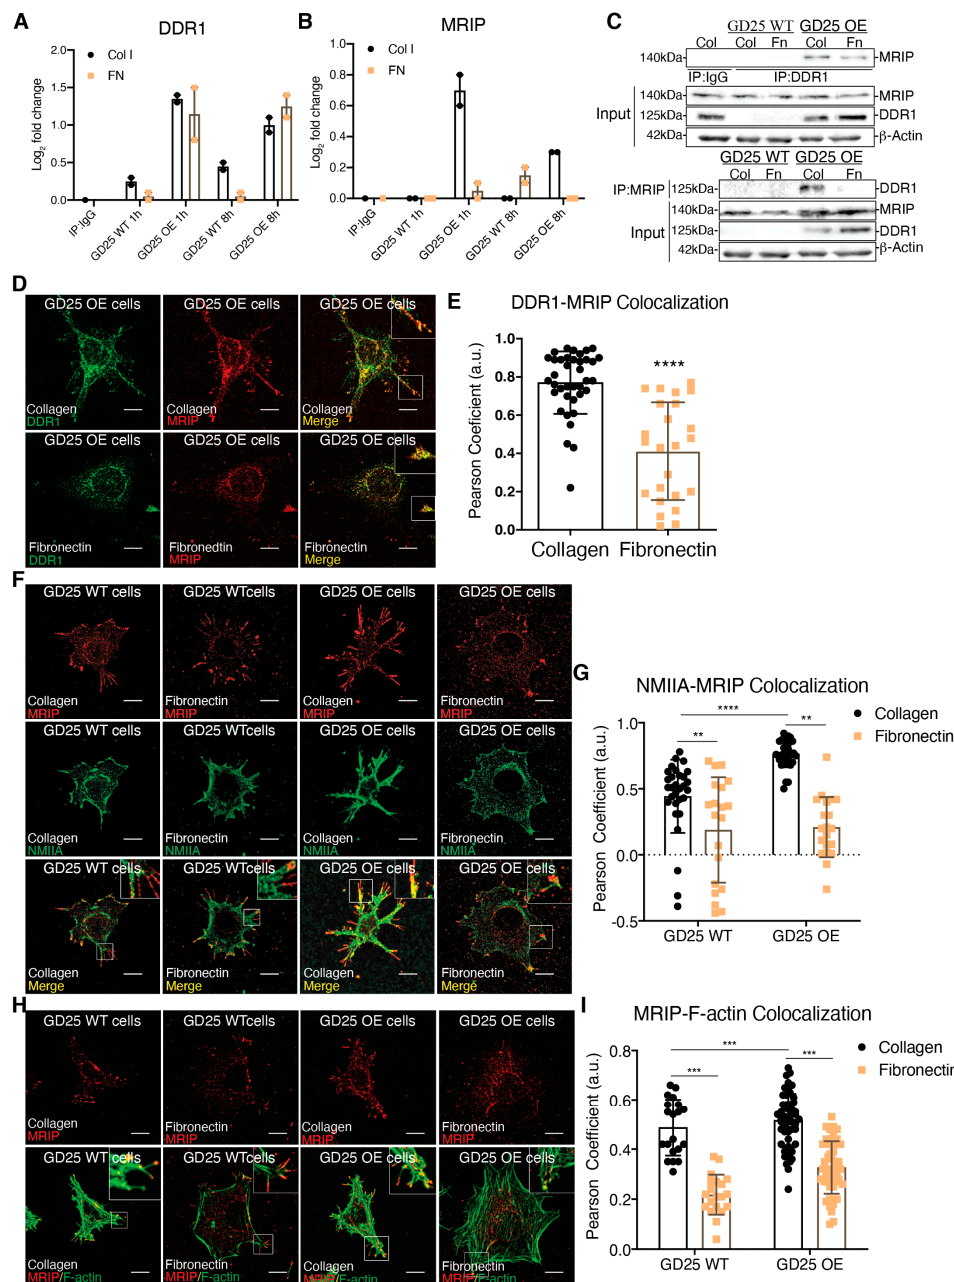 A
DDR1
Log2 fold change
2.0
1.5
1.0
0.5
0.0
Col I
FN
IP:IgG
GD25 WT 1h
GD25 OE 1h
GD25 WT 8h
GD25 OE 8h
B
MRIP
Log2 fold change
0.8
0.6
0.4
0.2
0.0
Col I
FN
IP:IgG
GD25 WT 1h
GD25 OE 1h
GD25 WT 8h
GD25 OE 8h
C
GD25 WT GD25 OE
Col Col Fn Col Fn
140kDa- -MRIP
IP:IgG IP:DDR1
Input
140kDa- -MRIP
125kDa- -DDR1
42kDa- -β-Actin
GD25 WT GD25 OE
Col Fn Col Fn
IP:MRIP 125kDa- -DDR1
Input
140kDa- -MRIP
125kDa- -DDR1
42kDa- -β-Actin
D
GD25 OE cells GD25 OE cells GD25 OE cells
Collagen Collagen Collagen
DDR1 MRIP Merge
GD25 OE cells GD25 OE cells GD25 OE cells
Fibronectin Fibronedtin Fibronectin
DDR1 MRIP Merge
E
DDR1-MRIP Colocalization
Pearson Coeficient (a.u.)
1.0
0.8
0.6
0.4
0.2
0.0
****
Collagen Fibronectin
F
GD25 WT cells GD25 WTcells GD25 OE cells GD25 OE cells
Collagen Fibronectin Collagen Fibronectin
MRIP MRIP MRIP MRIP
GD25 WT cells GD25 WTcells GD25 OE cells GD25 OE cells
Collagen Fibronectin Collagen Fibronectin
NMIIA NMIIA NMIIA NMIIA
GD25 WT cells GD25 WTcells GD25 OE cells GD25 OE cells
Collagen Fibronectin Collagen Fibronectin
Merge Merge Merge Merge
G
NMIIA-MRIP Colocalization
Pearson Coefficient (a.u.)
1.0
0.5
0.0
-0.5
****
**
**
Collagen
Fibronectin
GD25 WT GD25 OE
H
GD25 WT cells GD25 WTcells GD25 OE cells GD25 OE cells
Collagen Fibronectin Collagen Fibronectin
MRIP MRIP MRIP MRIP
GD25 WT cells GD25 WTcells GD25 OE cells GD25 OE cells
Collagen Fibronectin Collagen Fibronectin
MRIP/F-actin MRIP/F-actin MRIP/F-actin MRIP/F-actin
I
MRIP-F-actin Colocalization
Pearson Coefficient (a.u.)
0.8
0.6
0.4
0.2
0.0
***
***
***
Collagen
Fibronectin
GD25 WT GD25 OE